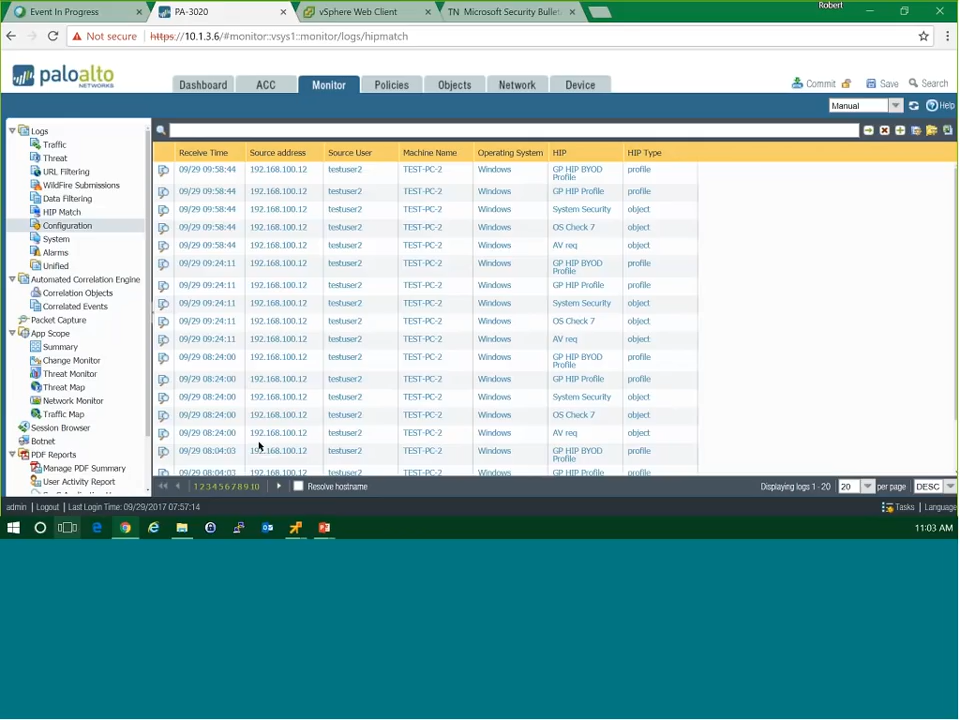 Event In Progress
PA-3020
vSphere Web Client
TN Microsoft Security Bullet
Robert
Not secure
https://10.1.3.6/#monitor::vsys1::monitor/logs/hipmatch
paloalto
NETWORKS
Dashboard
ACC
Monitor
Policies
Objects
Network
Device
Commit
Save
Search
Manual
Help
Logs
Traffic
Threat
URL Filtering
WildFire Submissions
Data Filtering
HIP Match
Configuration
System
Alarms
Unified
Automated Correlation Engine
Correlation Objects
Correlated Events
Packet Capture
App Scope
Summary
Change Monitor
Threat Monitor
Threat Map
Network Monitor
Traffic Map
Session Browser
Botnet
PDF Reports
Manage PDF Summary
User Activity Report
Receive Time Source address Source User Machine Name Operating System HIP HIP Type
09/29 09:58:44 192.168.100.12 testuser2 TEST-PC-2 Windows GP HIP BYOD Profile profile
09/29 09:58:44 192.168.100.12 testuser2 TEST-PC-2 Windows GP HIP Profile profile
09/29 09:58:44 192.168.100.12 testuser2 TEST-PC-2 Windows System Security object
09/29 09:58:44 192.168.100.12 testuser2 TEST-PC-2 Windows OS Check 7 object
09/29 09:58:44 192.168.100.12 testuser2 TEST-PC-2 Windows AV req object
09/29 09:24:11 192.168.100.12 testuser2 TEST-PC-2 Windows GP HIP BYOD Profile profile
09/29 09:24:11 192.168.100.12 testuser2 TEST-PC-2 Windows GP HIP Profile profile
09/29 09:24:11 192.168.100.12 testuser2 TEST-PC-2 Windows System Security object
09/29 09:24:11 192.168.100.12 testuser2 TEST-PC-2 Windows OS Check 7 object
09/29 09:24:11 192.168.100.12 testuser2 TEST-PC-2 Windows AV req object
09/29 08:24:00 192.168.100.12 testuser2 TEST-PC-2 Windows GP HIP BYOD Profile profile
09/29 08:24:00 192.168.100.12 testuser2 TEST-PC-2 Windows GP HIP Profile profile
09/29 08:24:00 192.168.100.12 testuser2 TEST-PC-2 Windows System Security object
09/29 08:24:00 192.168.100.12 testuser2 TEST-PC-2 Windows OS Check 7 object
09/29 08:24:00 192.168.100.12 testuser2 TEST-PC-2 Windows AV req object
09/29 08:04:03 192.168.100.12 testuser2 TEST-PC-2 Windows GP HIP BYOD Profile profile
09/29 08:04:03 192.168.100.12 testuser2 TEST-PC-2 Windows GP HIP Profile profile
1 2 3 4 5 6 7 8 9 10
Resolve hostname
Displaying logs 1 - 20
20
per page
DESC
admin | Logout | Last Login Time: 09/29/2017 07:57:14
Tasks | Language
11:03 AM